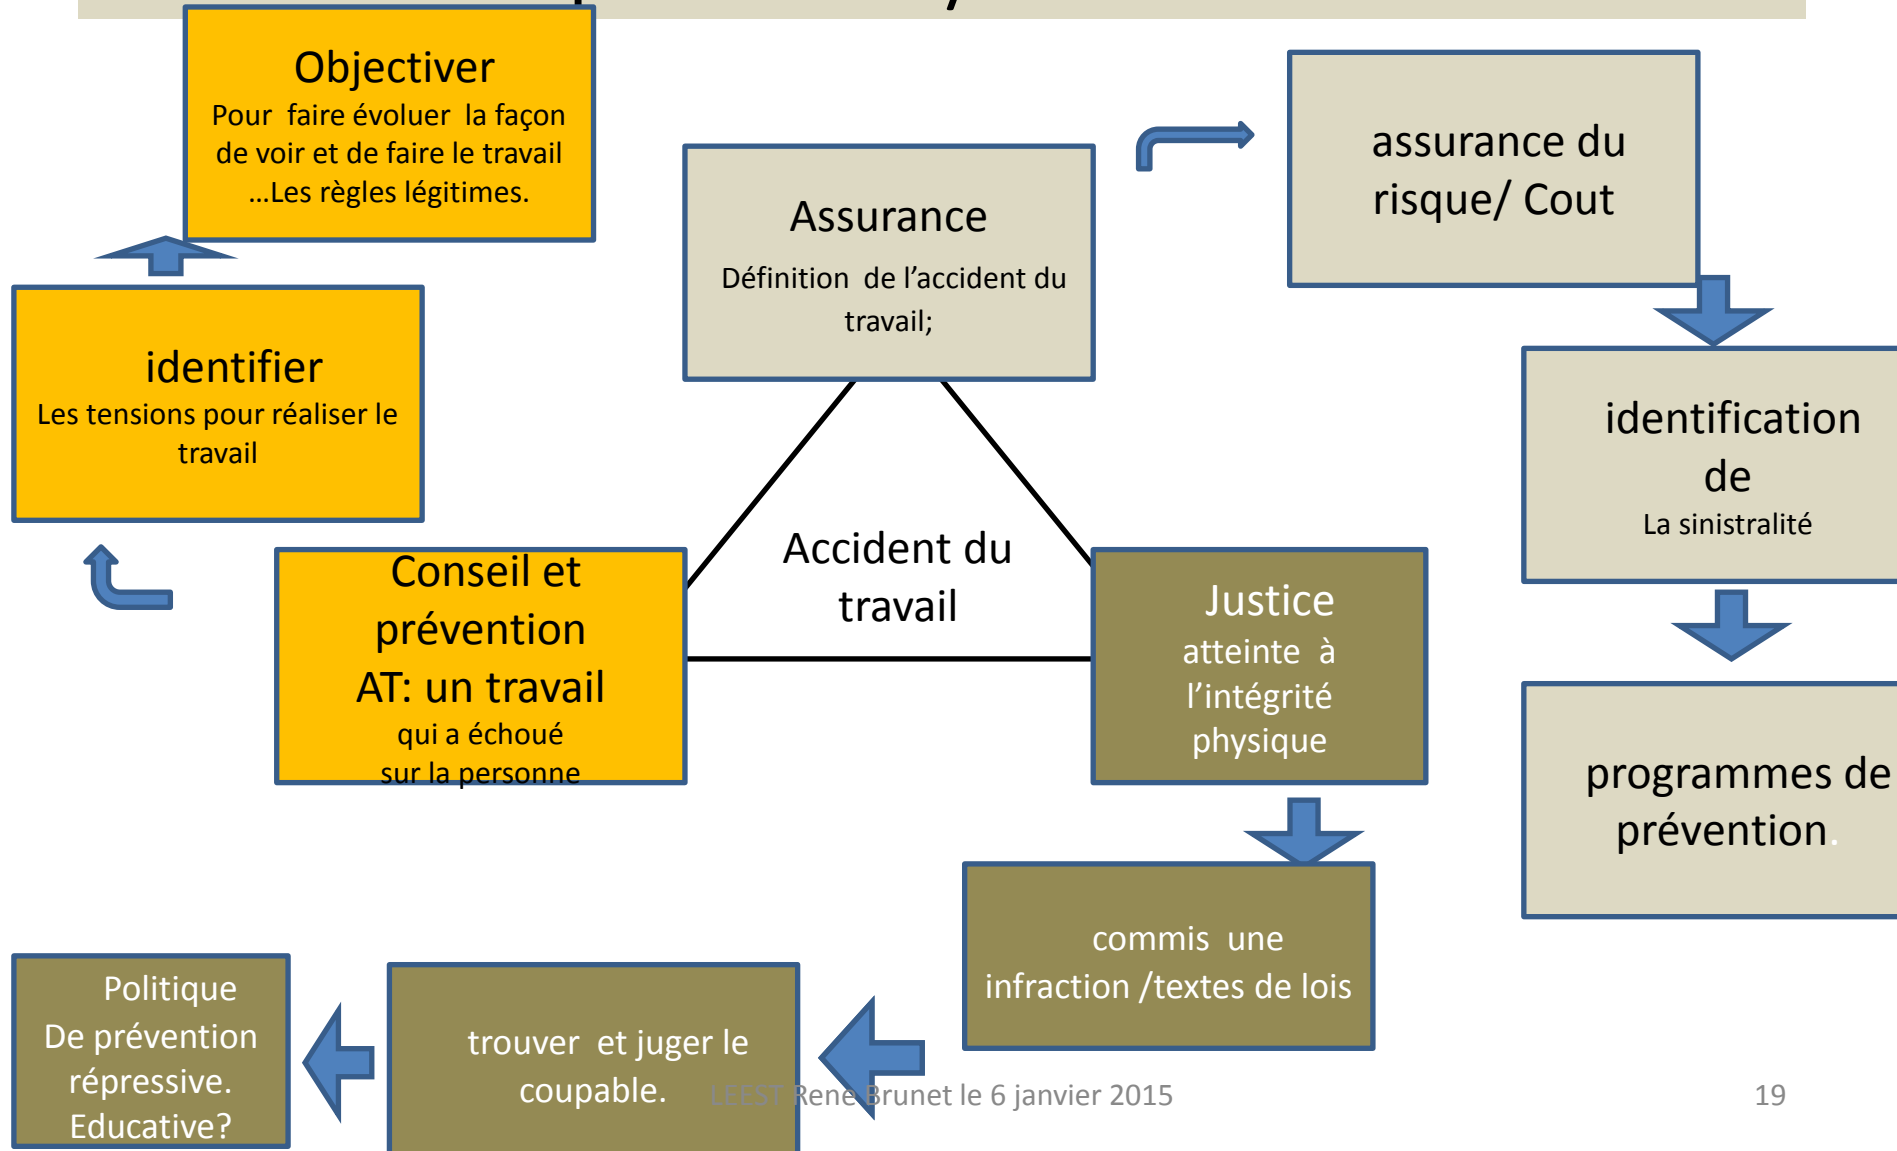 Objectiver
Pour faire évoluer la façon
de voir et de faire le travail
...Les règles légitimes.
identifier
Les tensions pour réaliser le
travail
Conseil et
prévention
AT: un travail
qui a échoué
sur la personne
Assurance
Définition de l’accident du
travail;
Accident du
travail
assurance du
risque/ Cout
identification
de
La sinistralité
programmes de
prévention.
Justice
atteinte à
l’intégrité
physique
commis une
infraction /textes de lois
trouver et juger le
coupable.
Politique
De prévention
répressive.
Educative?
LEEST René Brunet le 6 janvier 2015
19